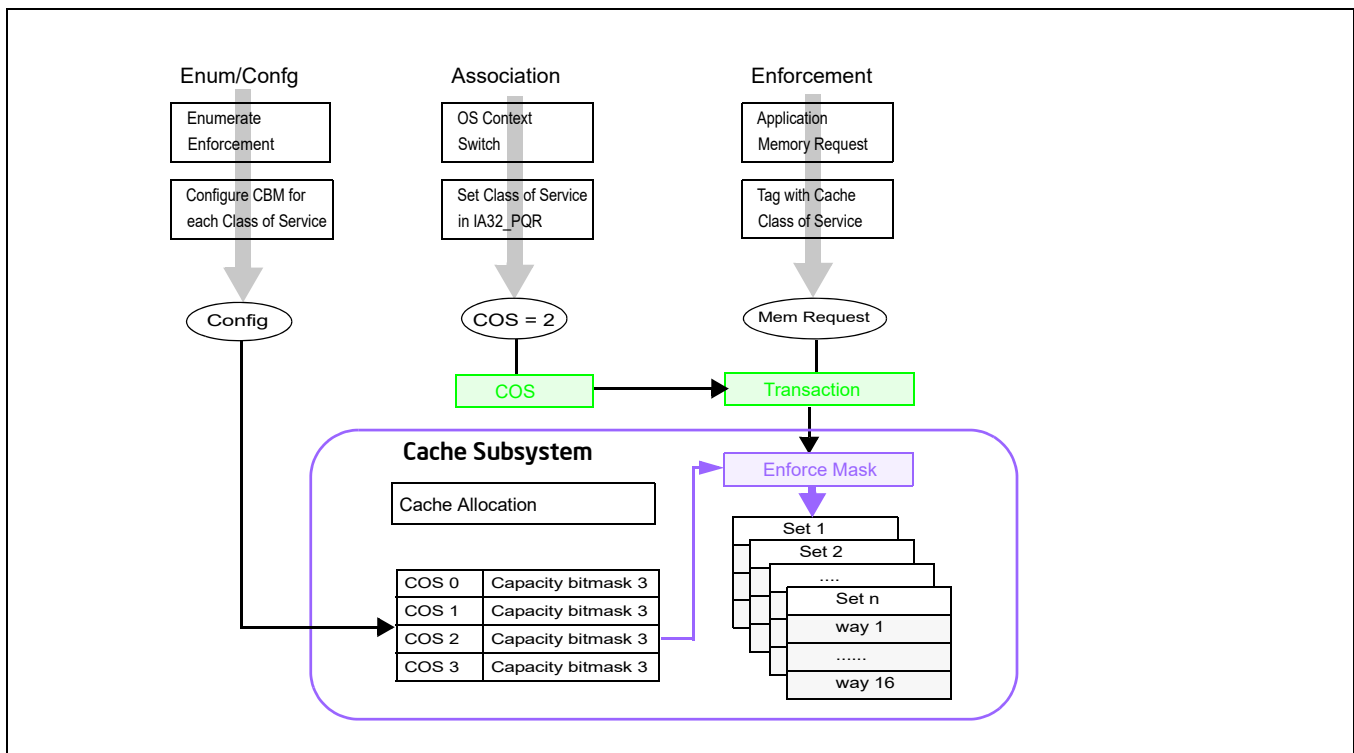 Enum/Confg
Association
Enforcement
Enumerate
Enforcement
OS Context
Switch
Application
Memory Request
Configure CBM for
each Class of Service
Set Class of Service
in IA32_PQR
Tag with Cache
Class of Service
Config
COS = 2
Mem Request
COS
Transaction
Cache Subsystem
Enforce Mask
Cache Allocation
Set 1
Set 2
....
Set n
way 1
......
way 16
COS 0 Capacity bitmask 3
COS 1 Capacity bitmask 3
COS 2 Capacity bitmask 3
COS 3 Capacity bitmask 3